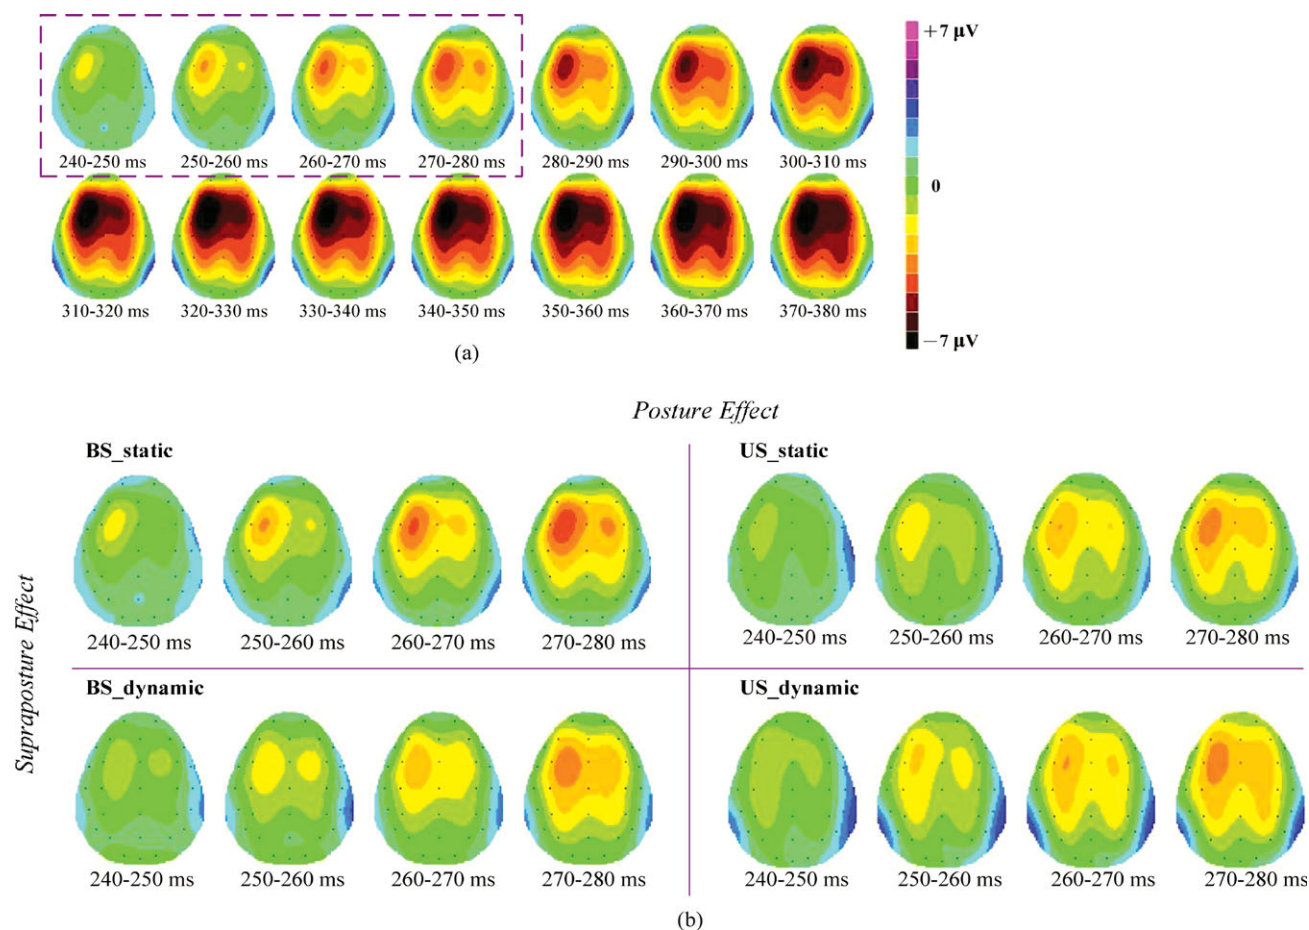 +7 μV
240-250 ms 250-260 ms 260-270 ms 270-280 ms 280-290 ms 290-300 ms 300-310 ms
0
310-320 ms 320-330 ms 330-340 ms 340-350 ms 350-360 ms 360-370 ms 370-380 ms
−7 μV
(a)
Posture Effect
Supraposture Effect
BS_static
240-250 ms 250-260 ms 260-270 ms 270-280 ms
US_static
240-250 ms 250-260 ms 260-270 ms 270-280 ms
BS_dynamic
240-250 ms 250-260 ms 260-270 ms 270-280 ms
US_dynamic
240-250 ms 250-260 ms 260-270 ms 270-280 ms
(b)